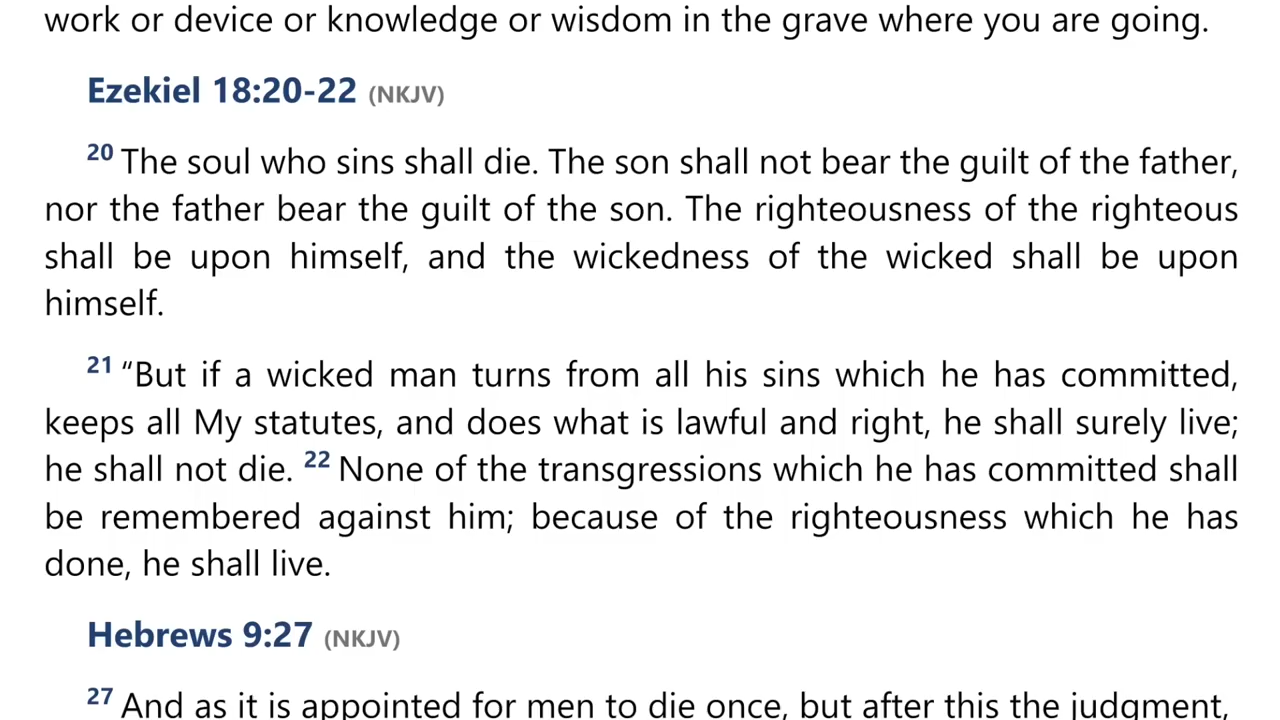 work or device or knowledge or wisdom in the grave where you are going.
Ezekiel 18:20-22 (NKJV)
20 The soul who sins shall die. The son shall not bear the guilt of the father,
nor the father bear the guilt of the son. The righteousness of the righteous
shall be upon himself, and the wickedness of the wicked shall be upon
himself.
21 “But if a wicked man turns from all his sins which he has committed,
keeps all My statutes, and does what is lawful and right, he shall surely live;
he shall not die. 22 None of the transgressions which he has committed shall
be remembered against him; because of the righteousness which he has
done, he shall live.
Hebrews 9:27 (NKJV)
27 And as it is appointed for men to die once, but after this the judgment,